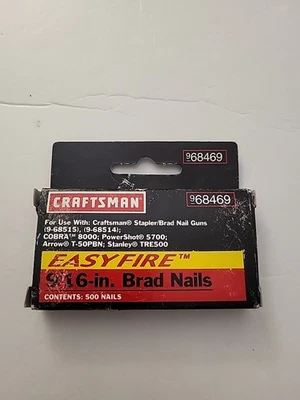 968469
CRAFTSMAN
968469
For Use With: Craftsman® Stapler/Brad Nail Guns
(9-68515), (9-68514);
COBRA™ 8000; PowerShot® 5700;
Arrow® T-50PBN; Stanley® TRE500
EASYFIRE™
9/16-in. Brad Nails
CONTENTS: 500 NAILS